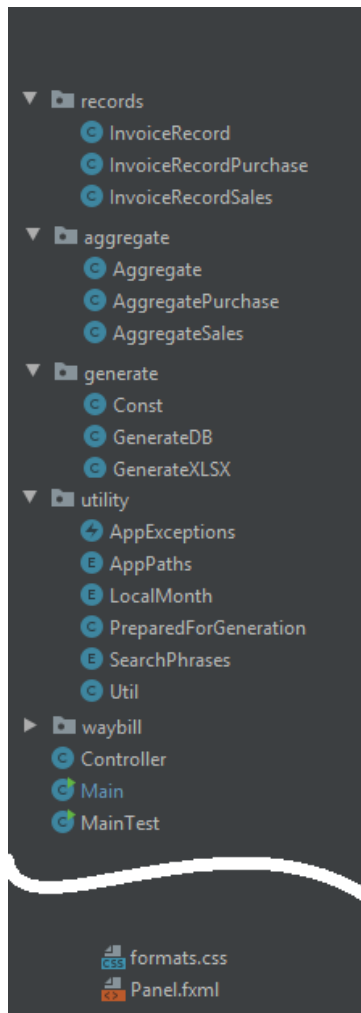 records
InvoiceRecord
InvoiceRecordPurchase
InvoiceRecordSales
aggregate
Aggregate
AggregatePurchase
AggregateSales
generate
Const
GenerateDB
GenerateXLSX
utility
AppExceptions
AppPaths
LocalMonth
PreparedForGeneration
SearchPhrases
Util
waybill
Controller
Main
MainTest
formats.css
Panel.fxml